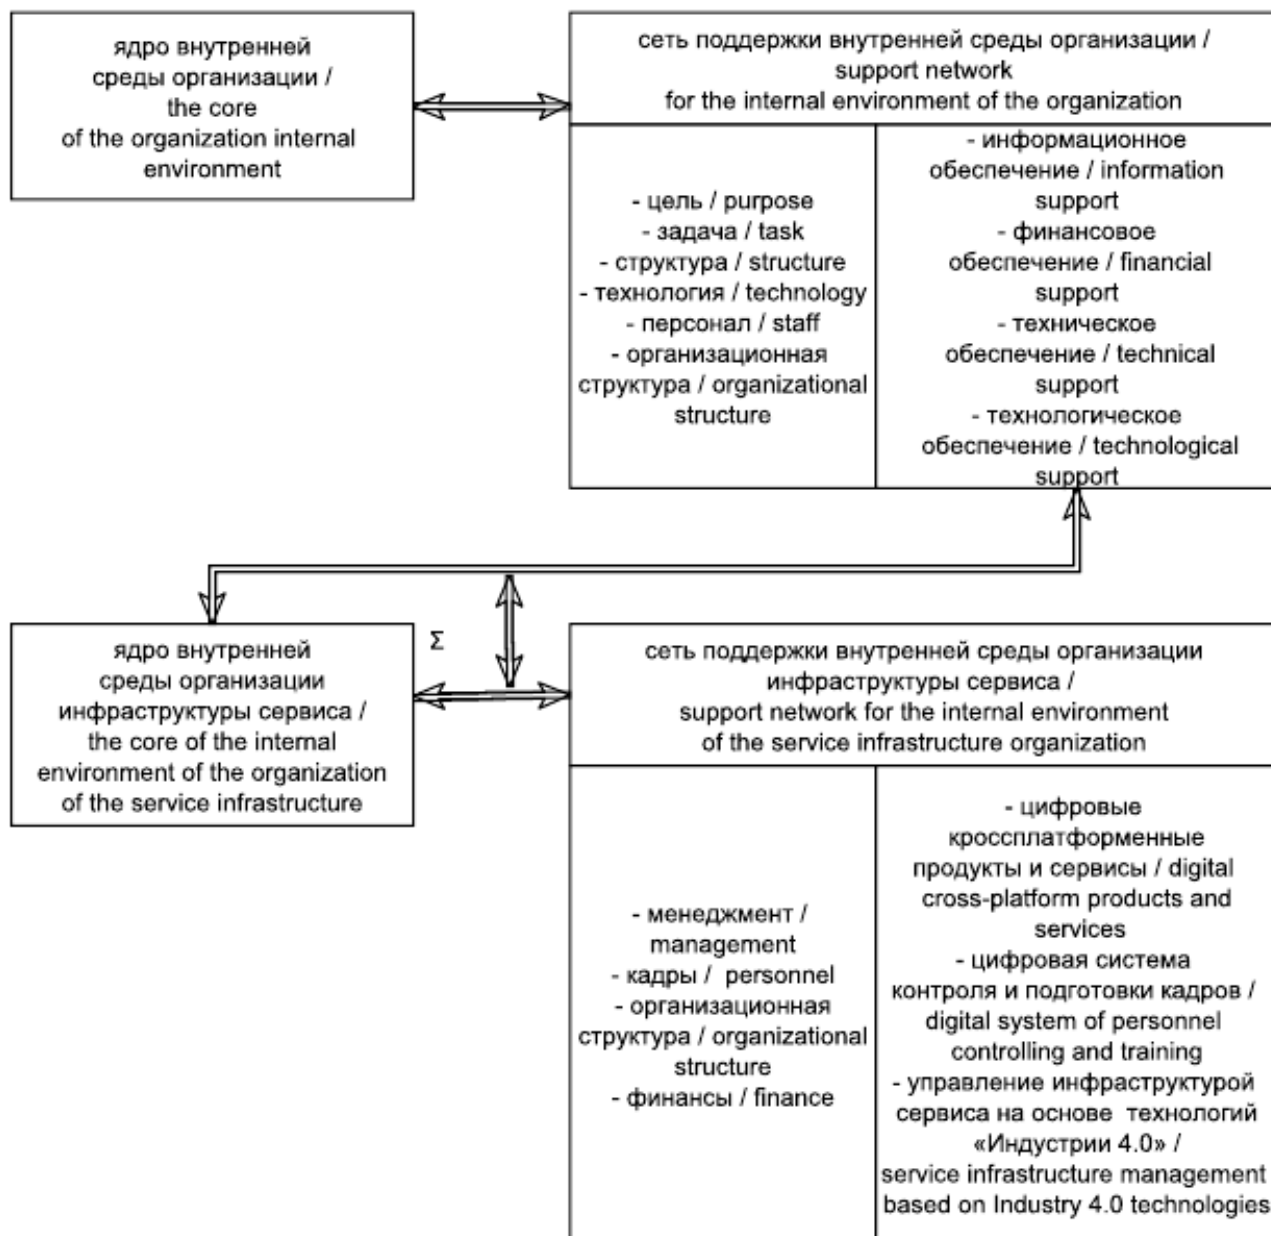 ядро внутренней
среды организации /
the core
of the organization internal
environment
сеть поддержки внутренней среды организации /
support network
for the internal environment of the organization
- цель / purpose
- задача / task
- структура / structure
- технология / technology
- персонал / staff
- организационная
структура / organizational
structure
- информационное
обеспечение / information
support
- финансовое
обеспечение / financial
support
- техническое
обеспечение / technical
support
- технологическое
обеспечение / technological
support
Σ
ядро внутренней
среды организации
инфраструктуры сервиса /
the core of the internal
environment of the organization
of the service infrastructure
сеть поддержки внутренней среды организации
инфраструктуры сервиса /
support network for the internal environment
of the service infrastructure organization
- менеджмент /
management
- кадры /  personnel
- организационная
структура / organizational
structure
- финансы / finance
- цифровые
кроссплатформенные
продукты и сервисы / digital
cross-platform products and
services
- цифровая система
контроля и подготовки кадров /
digital system of personnel
controlling and training
- управление инфраструктурой
сервиса на основе  технологий
«Индустрии 4.0» /
service infrastructure management
based on Industry 4.0 technologies